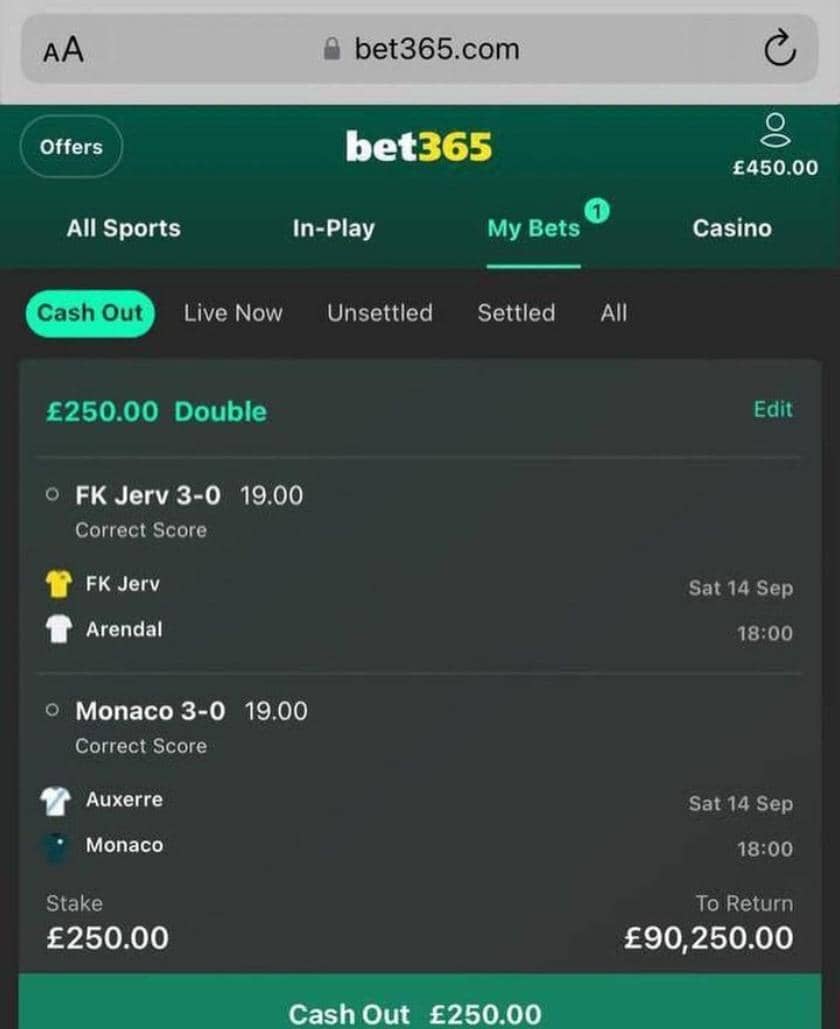 AA bet365.com
Offers bet365 £450.00
All Sports In-Play My Bets 1 Casino
Cash Out Live Now Unsettled Settled All
£250.00 Double Edit
FK Jerv 3-0 19.00
Correct Score
FK Jerv Sat 14 Sep
Arendal 18:00
Monaco 3-0 19.00
Correct Score
Auxerre Sat 14 Sep
Monaco 18:00
Stake To Return
£250.00 £90,250.00
Cash Out £250.00